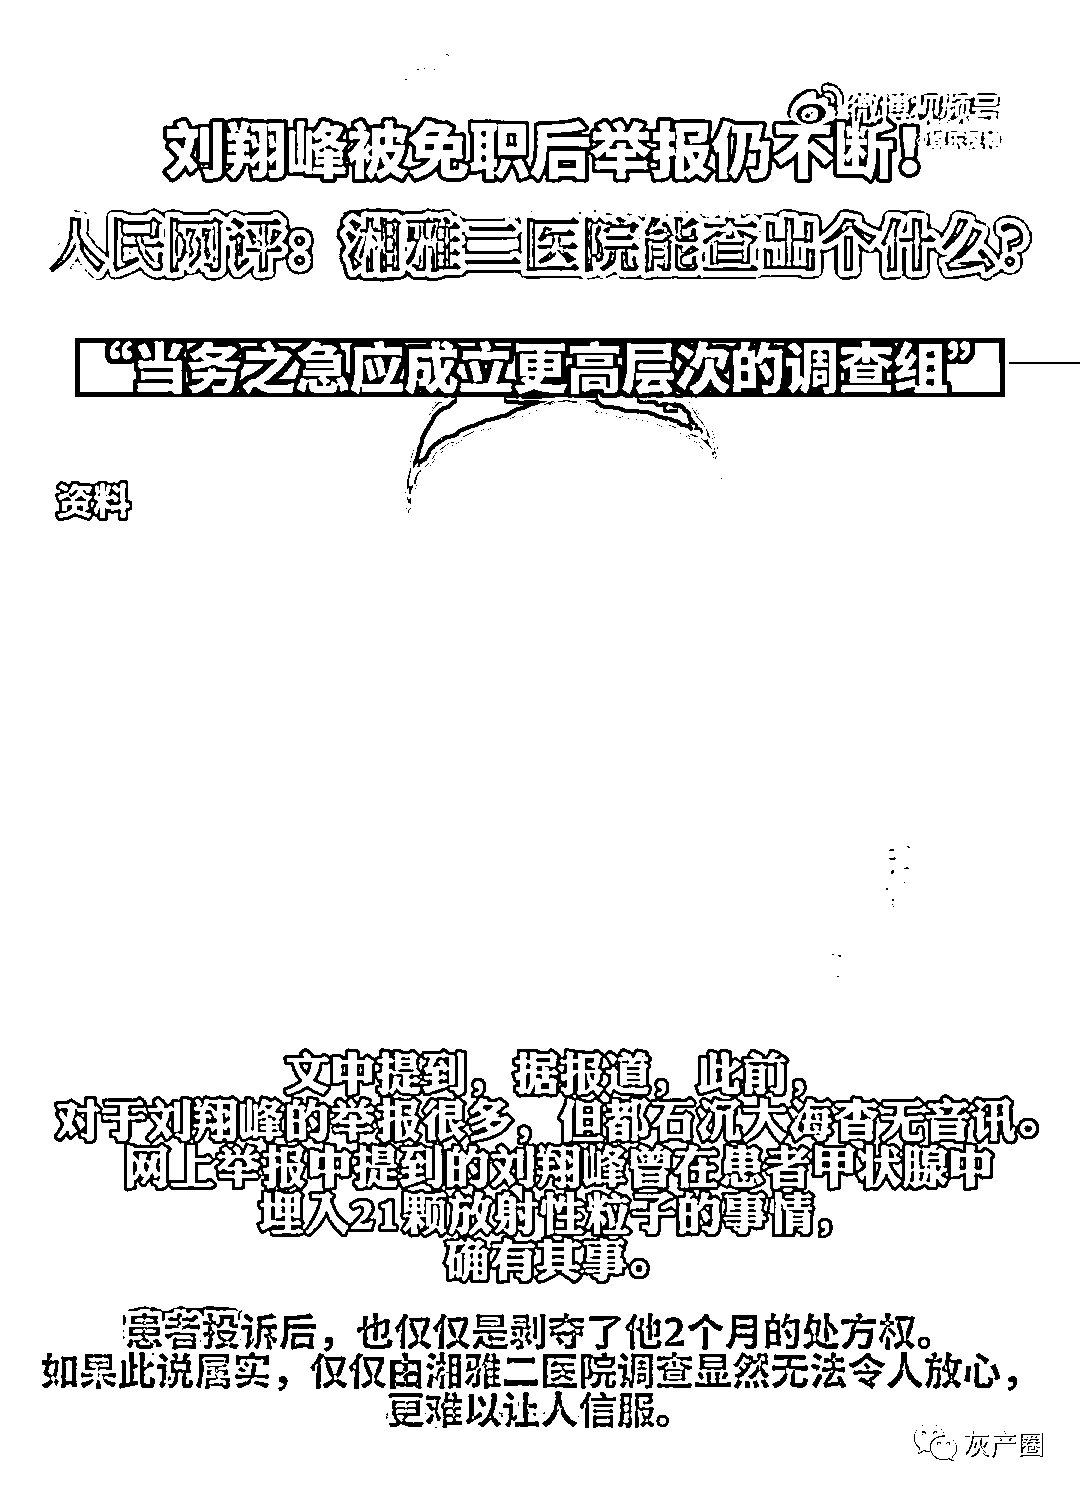 微博视频号
刘翔峰被免职后举报仍不断！
人民网评：湘雅二医院能查出个什么？
“当务之急应成立更高层次的调查组”
资料
文中提到，据报道，此前，
对于刘翔峰的举报很多，但都石沉大海杳无音讯。
网上举报中提到的刘翔峰曾在患者甲状腺中
埋入21颗放射性粒子的事情，
确有其事。
患者投诉后，也仅仅是剥夺了他2个月的处方权。
如果此说属实，仅仅由湘雅二医院调查显然无法令人放心，
更难以让人信服。
灰产圈